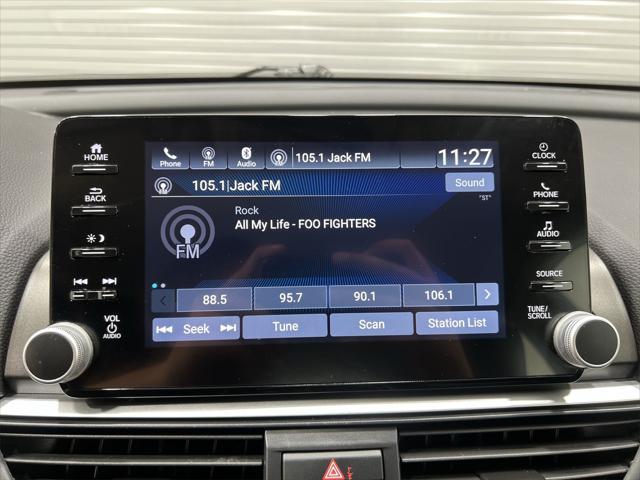 HOME
BACK
VOL
AUDIO
Phone
FM
Audio
105.1 Jack FM
11:27
105.1|Jack FM
Sound
"ST"
FM
Rock
All My Life - FOO FIGHTERS
88.5
95.7
90.1
106.1
Seek
Tune
Scan
Station List
CLOCK
PHONE
AUDIO
SOURCE
TUNE/
SCROLL